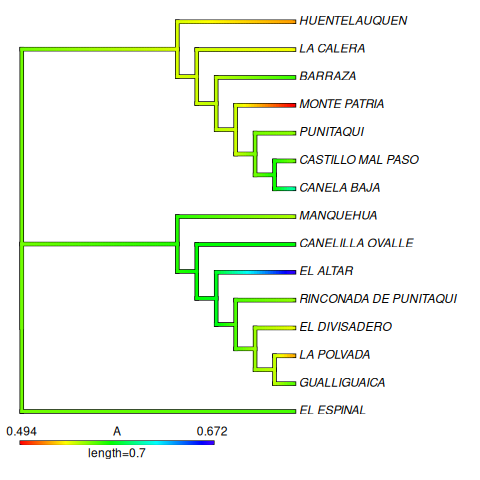 HUENTELAUQUEN
LA CALERA
BARRAZA
MONTE PATRIA
PUNITAQUI
CASTILLO MAL PASO
CANELA BAJA
MANQUEHUA
CANELILLA OVALLE
EL ALTAR
RINCONADA DE PUNITAQUI
EL DIVISADERO
LA POLVADA
GUALLIGUAICA
EL ESPINAL
0.494 A 0.672
length=0.7